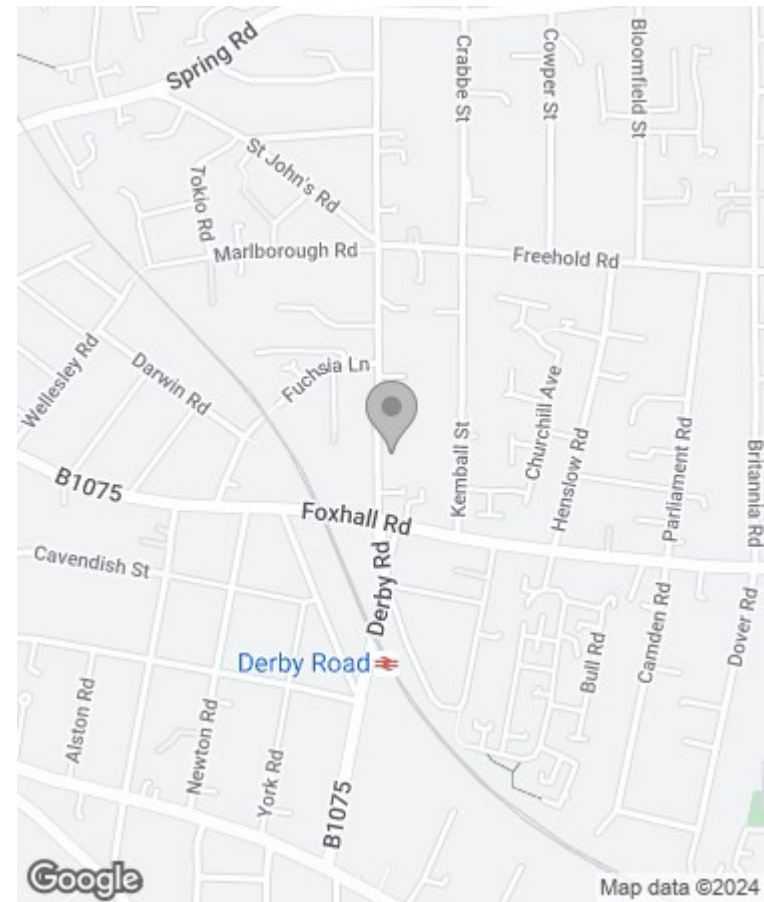 Spring Rd
Crabbe St
Cowper St
Bloomfield St
St John's Rd
Tokio Rd
Marlborough Rd
Freehold Rd
Fuchsia Ln
Wellesley Rd
Darwin Rd
Churchill Ave
Henslow Rd
Kemball St
Parliament Rd
Britannia Rd
B1075
Foxhall Rd
Cavendish St
Derby Rd
Derby Road
Bull Rd
Camden Rd
Dover Rd
Alston Rd
Newton Rd
York Rd
B1075
Google
Map data ©2024